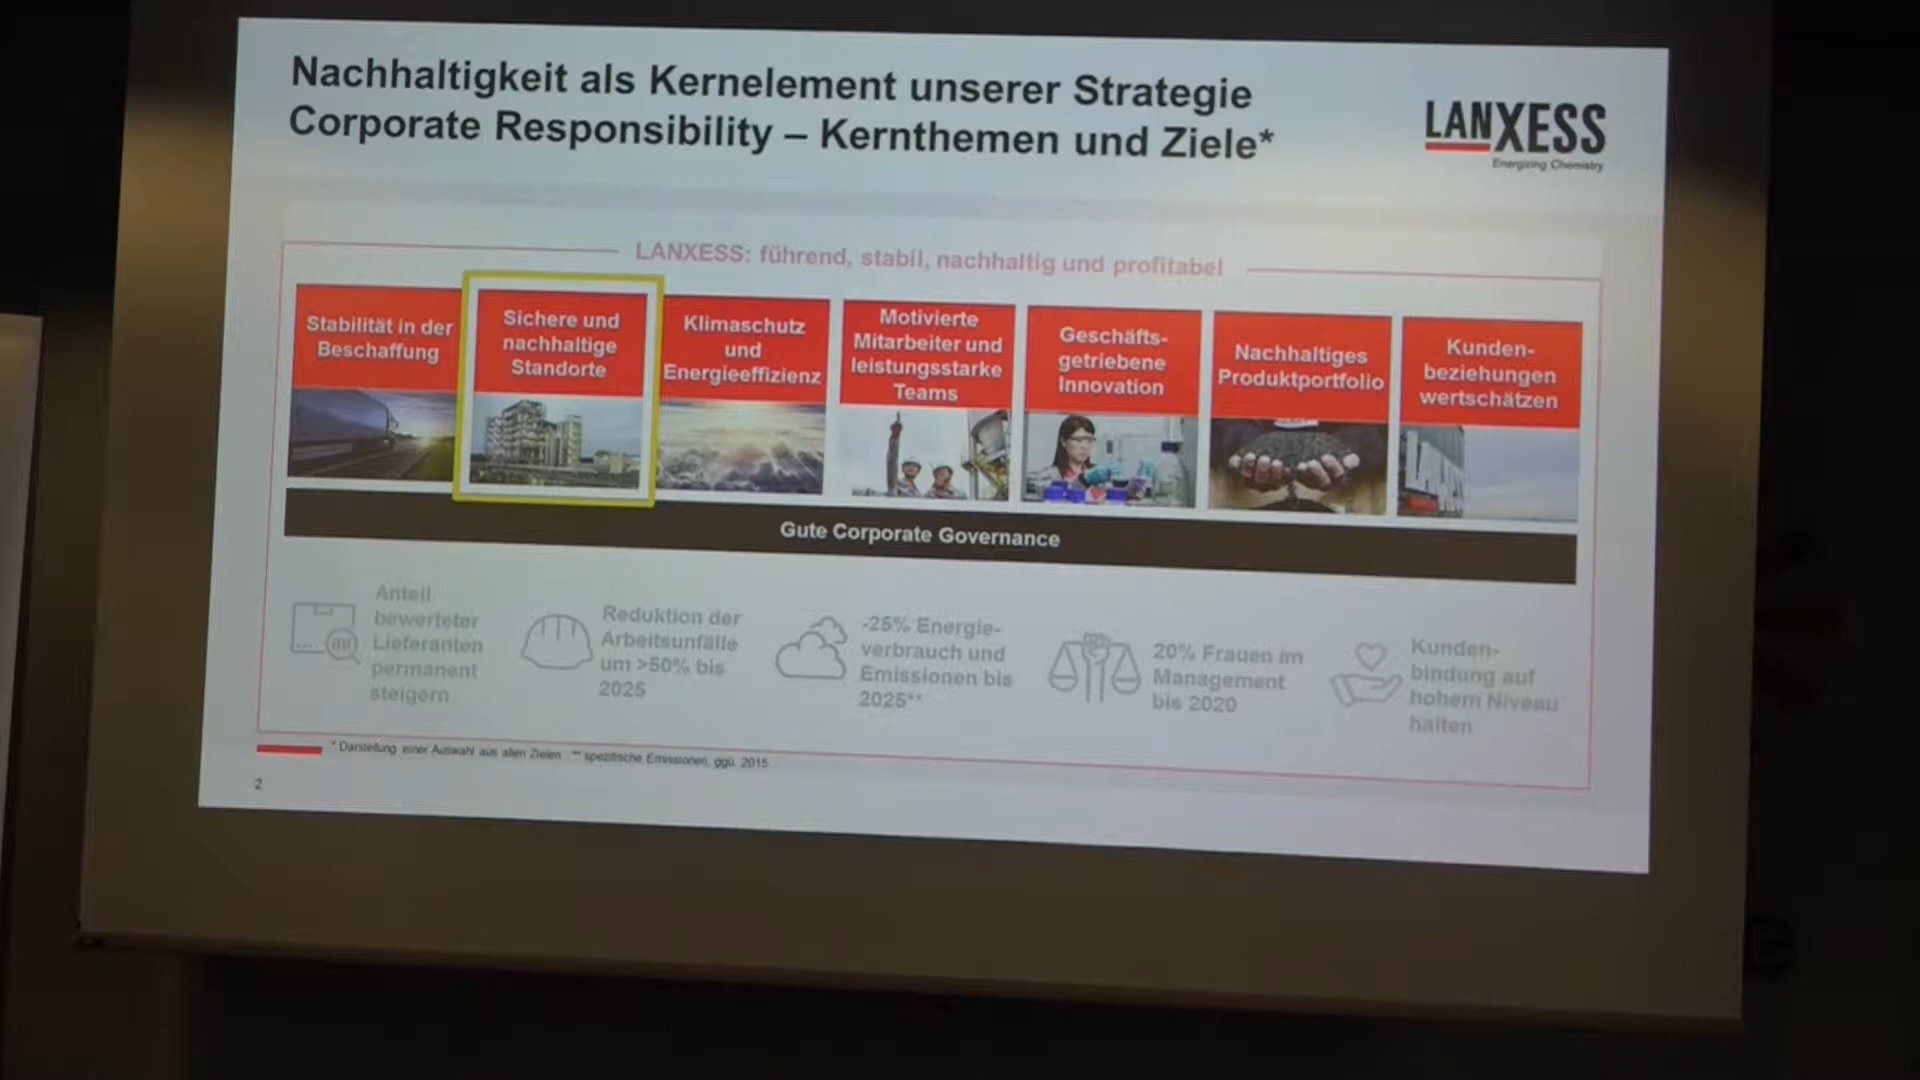 Nachhaltigkeit als Kernelement unserer Strategie
Corporate Responsibility – Kernthemen und Ziele*
LANXESS
Energizing Chemistry
LANXESS: führend, stabil, nachhaltig und profitabel
Stabilität in der
Beschaffung
Sichere und
nachhaltige
Standorte
Klimaschutz
und
Energieeffizienz
Motivierte
Mitarbeiter und
leistungsstarke
Teams
Geschäfts-
getriebene
Innovation
Nachhaltiges
Produktportfolio
Kunden-
beziehungen
wertschätzen
Gute Corporate Governance
Anteil
bewerteter
Lieferanten
permanent
steigern
Reduktion der
Arbeitsunfälle
um >50% bis
2025
-25% Energie-
verbrauch und
Emissionen bis
2025**
20% Frauen im
Management
bis 2020
Kunden-
bindung auf
hohem Niveau
halten
* Darstellung einer Auswahl aus allen Zielen ** spezifische Emissionen, ggü. 2015
2